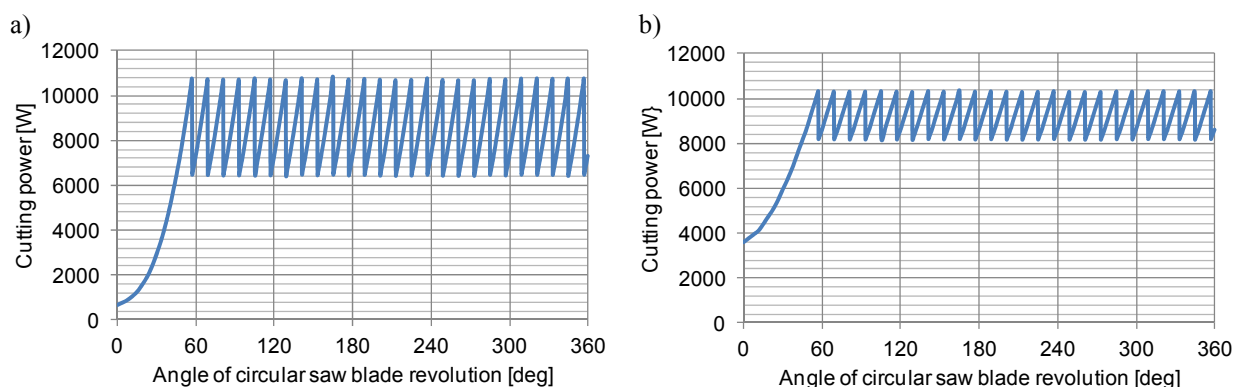 a)
12000
10000
8000
6000
4000
2000
0
Cutting power [W]
0 60 120 180 240 300 360
Angle of circular saw blade revolution [deg]
b)
12000
10000
8000
6000
4000
2000
0
Cutting power [W}
0 60 120 180 240 300 360
Angle of circular saw blade revolution [deg]